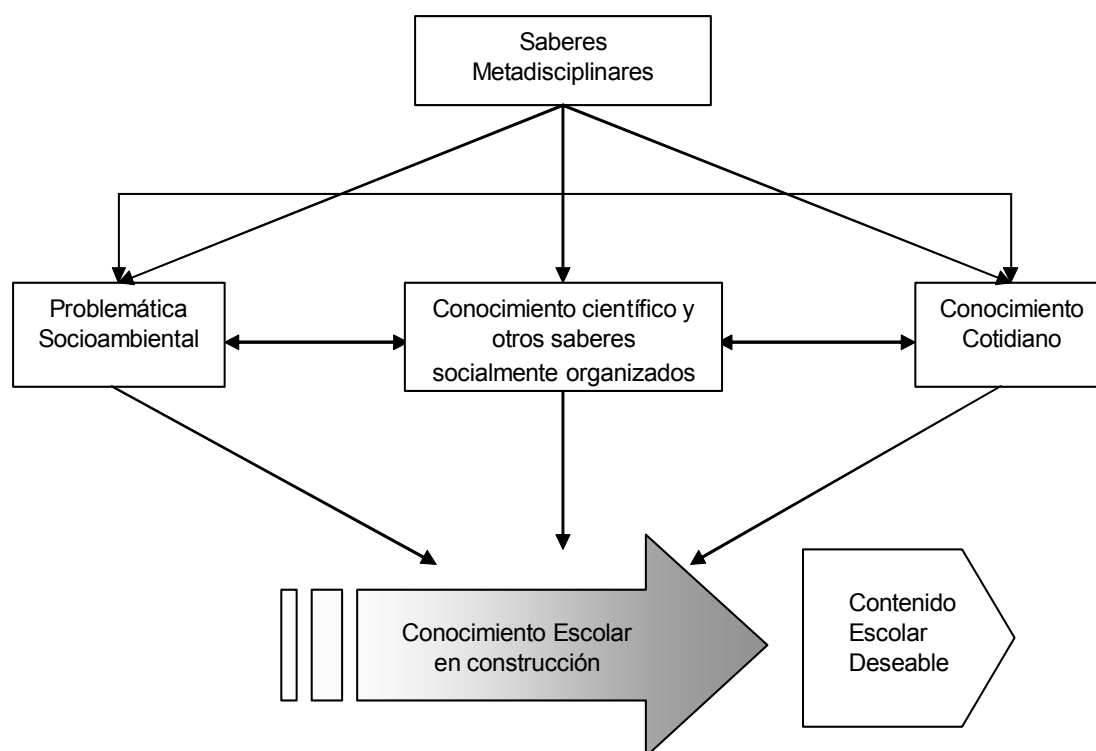 Saberes
Metadisciplinares
Problemática
Socioambiental
Conocimiento científico y
otros saberes
socialmente organizados
Conocimiento
Cotidiano
Conocimiento Escolar
en construcción
Contenido
Escolar
Deseable